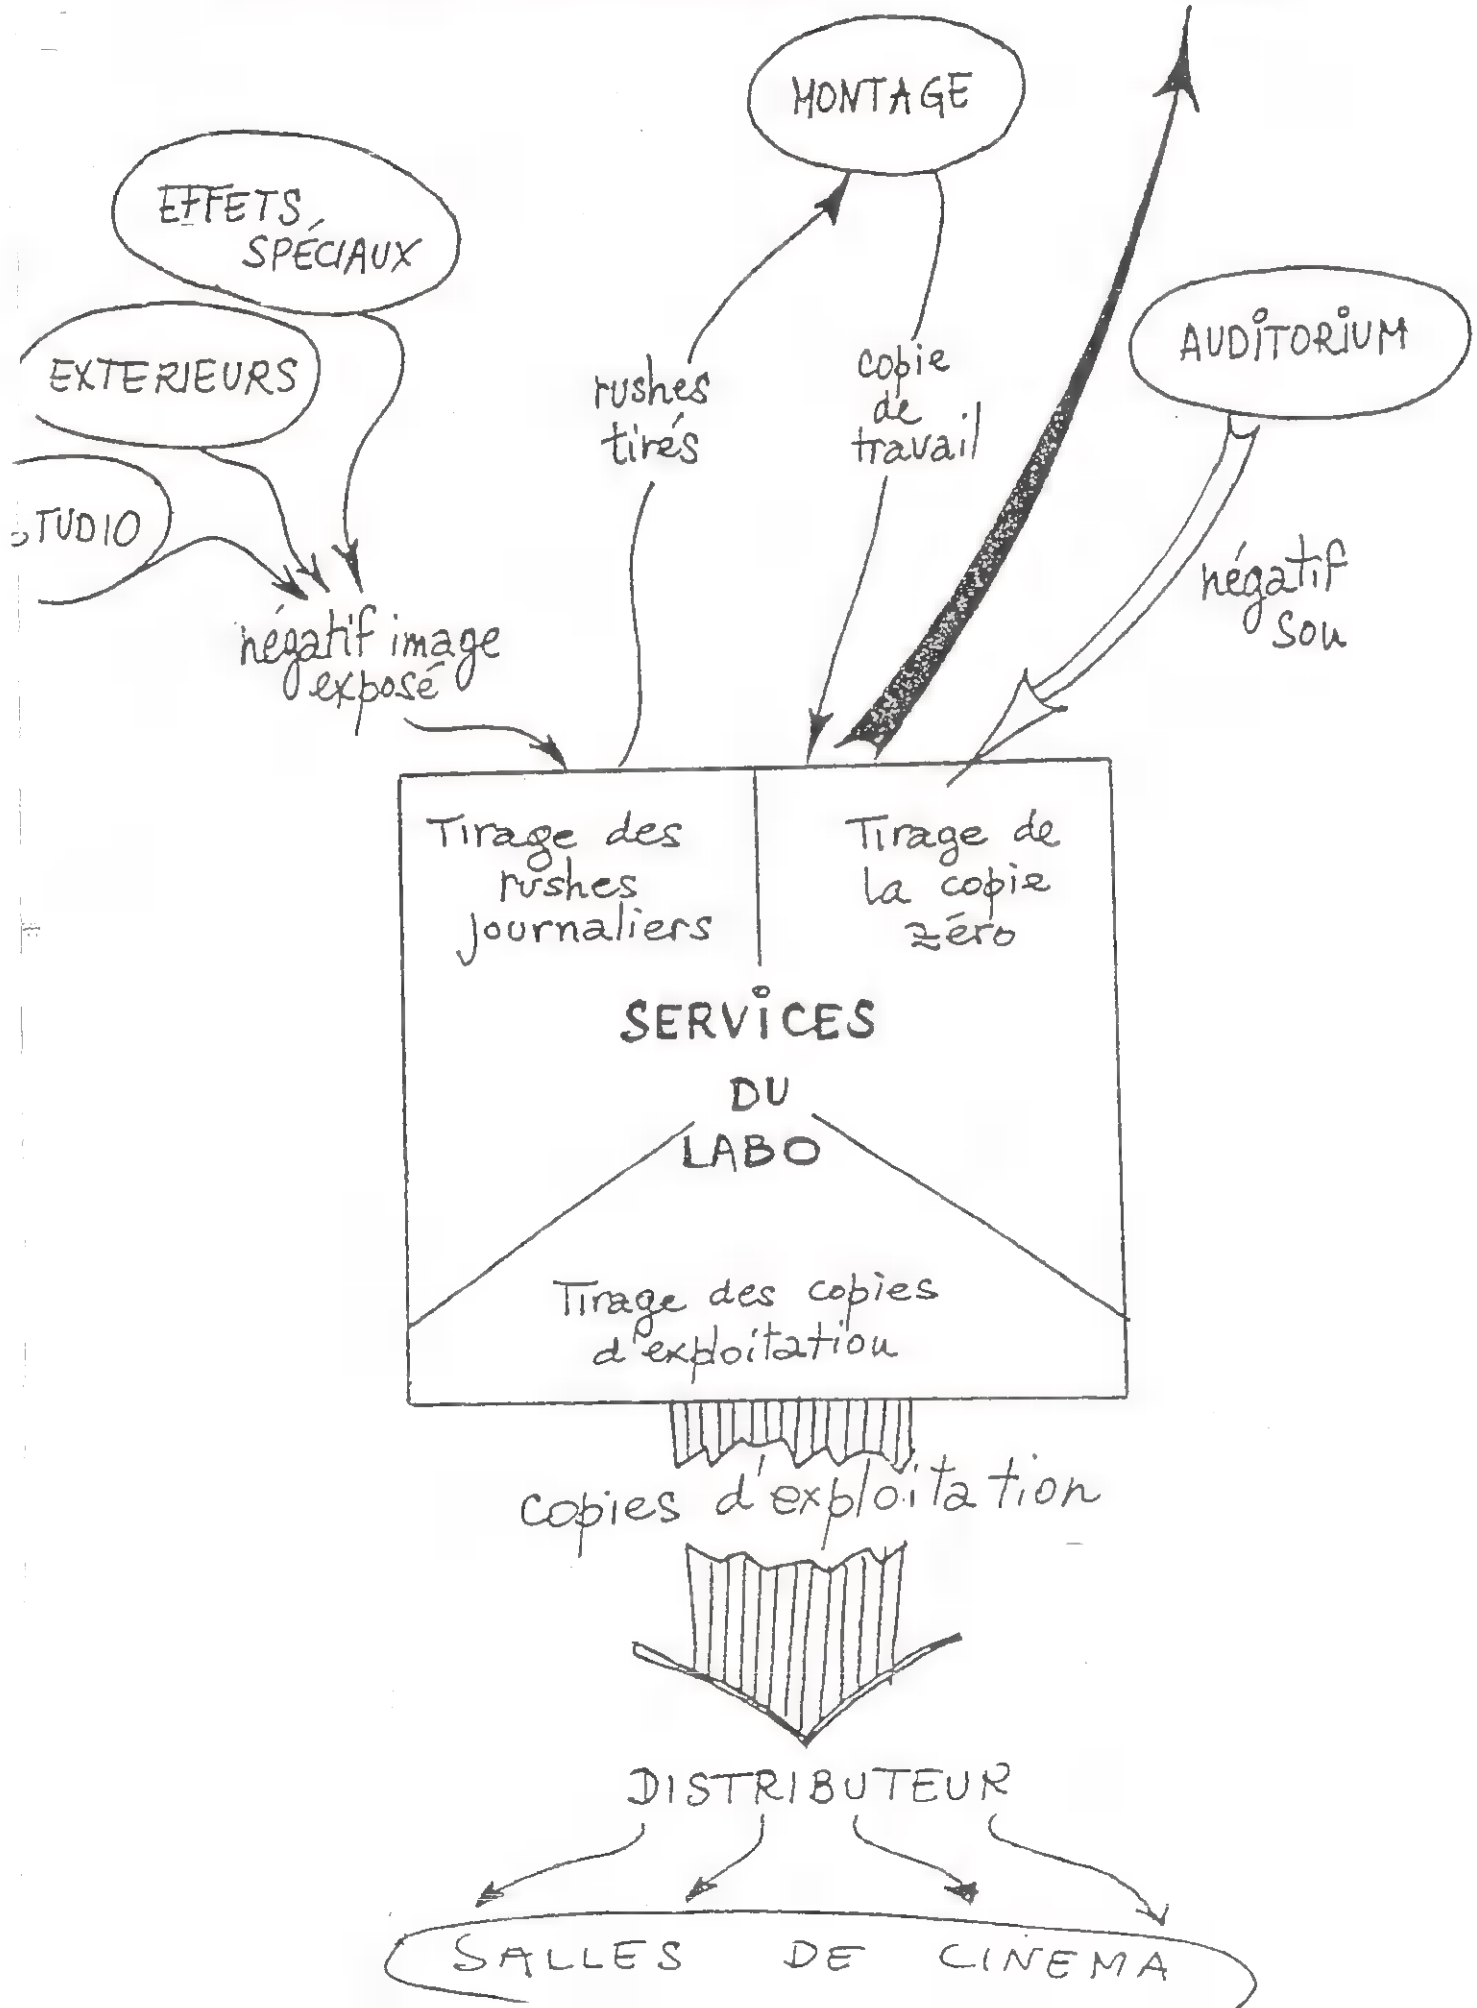 MONTAGE
EFFETS
SPÉCIAUX
EXTERIEURS
TUDIO
AUDITORIUM
rushes
tirés
copie
de
travail
négatif
son
négatif image
exposé
Tirage des
rushes
journaliers
Tirage de
la copie
zéro
SERVICES
DU
LABO
Tirage des copies
d'exploitation
copies d'exploitation
DISTRIBUTEUR
SALLES DE CINEMA